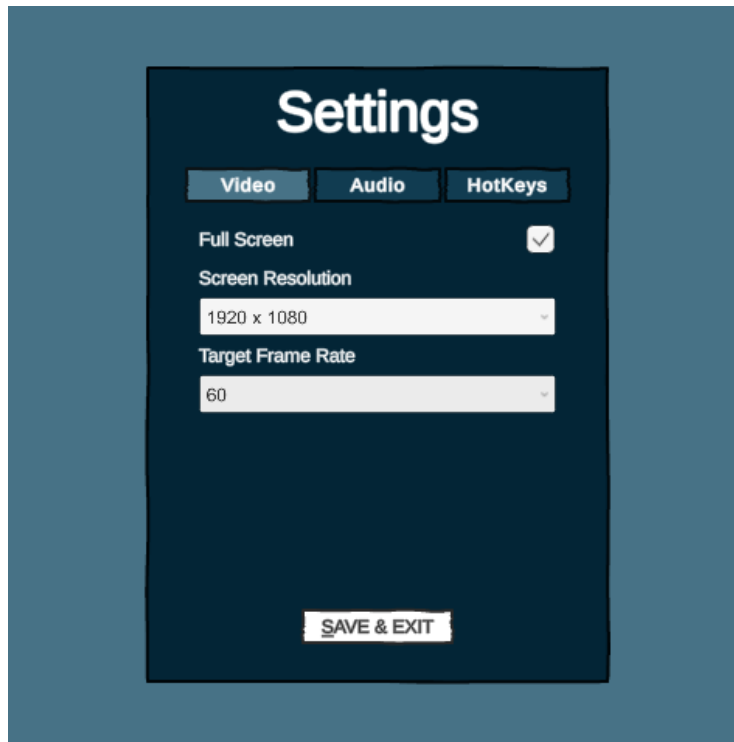 Settings
Video Audio HotKeys
Full Screen
Screen Resolution
1920 x 1080
Target Frame Rate
60
SAVE & EXIT